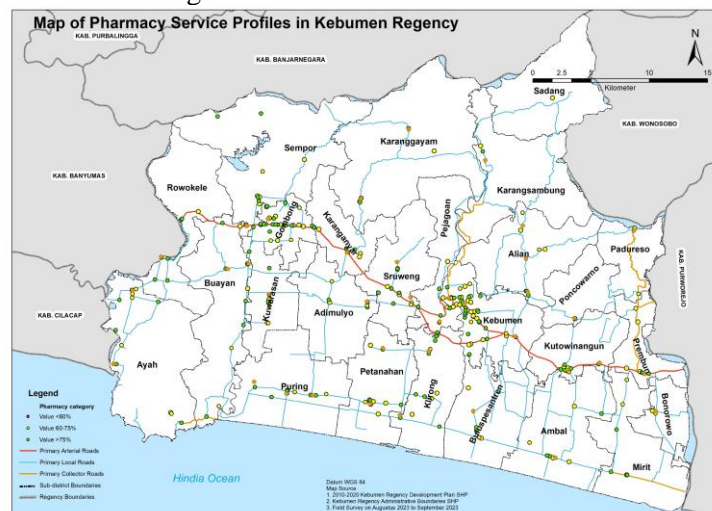 Map of Pharmacy Service Profiles in Kebumen Regency
KAB. PURBALINGGA
KAB. BANJARNEGARA
N
0 2.5 5 10 15
Kilometer
Sadang
KAB. WONOSOBO
Karanggayam
Sempor
KAB. BANYUMAS
Rowokele
Karangsambung
Gombong
Karanganyar
Pejagoan
Alian
Padureso
Sruweng
Poncowarno
KAB. PURWOREJO
Buayan
Kuwarasan
Adimulyo
Kebumen
KAB. CILACAP
Kutowinangun
Prembun
Ayah
Petanahan
Klirong
Puring
Buluspesantren
Bonorowo
Ambal
Mirit
Legend
Pharmacy category
Value <60%
Value 60-75%
Value >75%
Primary Arterial Roads
Primary Local Roads
Primary Collector Roads
Sub-district Boundaries
Regency Boundaries
Hindia Ocean
Datum WGS 84
Map Source
1. 2010-2020 Kebumen Regency Development Plan SHP
2. Kebumen Regency Administrative Boundaries SHP
3. Field Survey on Augustus 2023 to September 2023